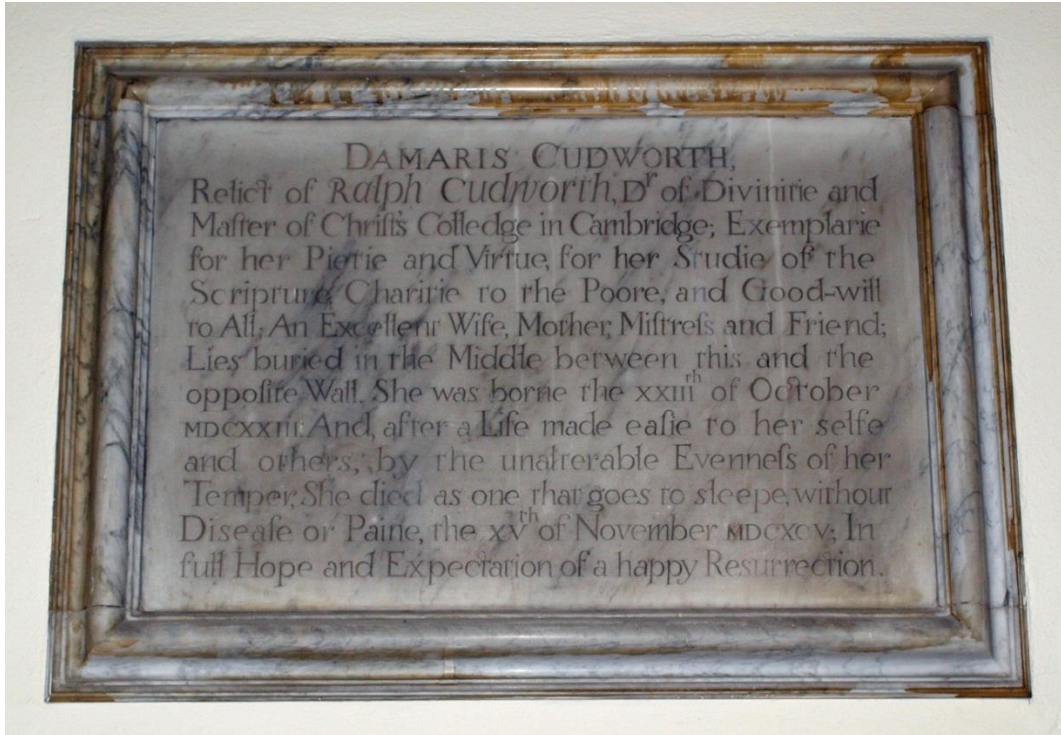 DAMARIS CUDWORTH,
Relict of Ralph Cudworth, Dr of Divinitie and
Maſter of Chriſt's Colledge in Cambridge; Exemplarie
for her Pietie and Virtue, for her Studie of the
Scripture, Charitie to the Poore, and Good-will
to All; An Excellent Wife, Mother, Miſtreſs and Friend;
Lies buried in the Middle between this and the
oppoſite Wall. She was borne the XXIIIth of October
MDCXXIII: And, after a Life made eaſie to her selfe
and others, by the unalterable Evenneſs of her
Temper, She died as one that goes to sleepe, without
Diseaſe or Paine, the XVth of November MDCXCV; In
full Hope and Expectation of a happy Resurrection.